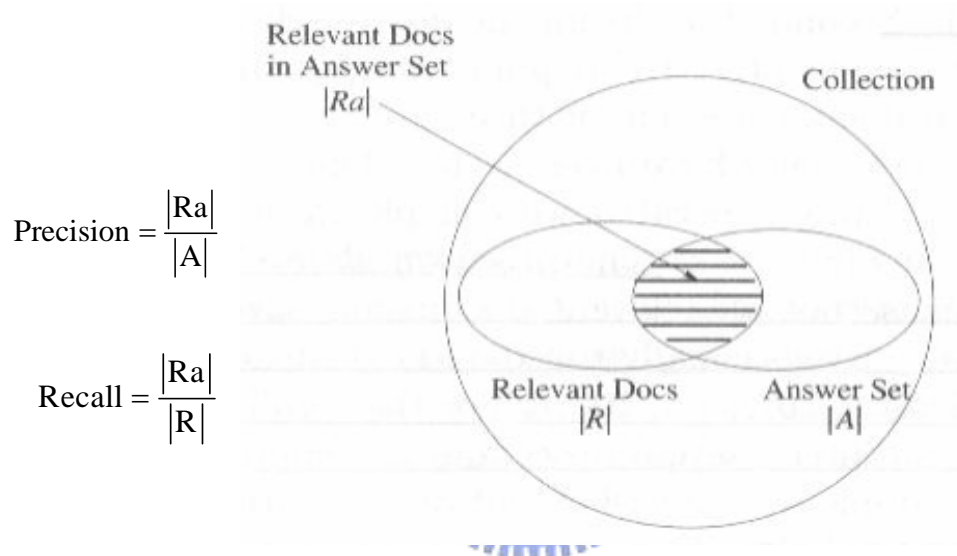 Relevant Docs
in Answer Set
|Ra|
Collection
Precision = |Ra| / |A|
Recall = |Ra| / |R|
Relevant Docs
|R|
Answer Set
|A|